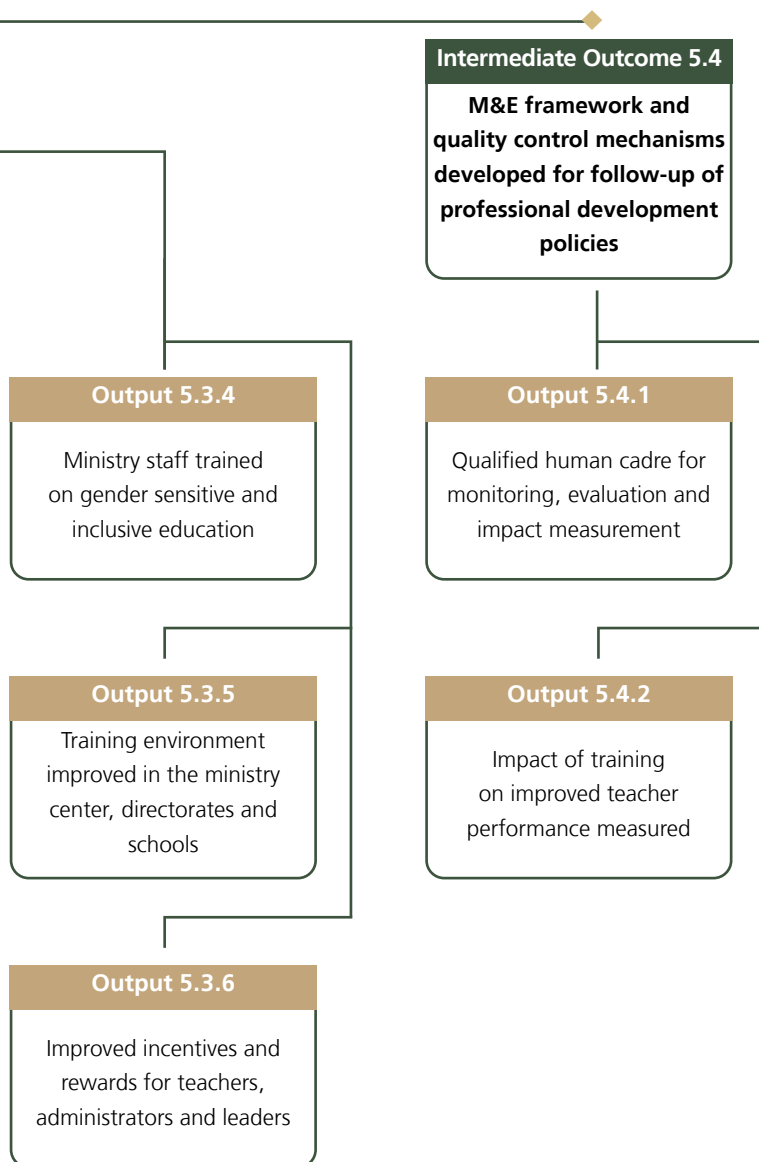 Intermediate Outcome 5.4
M&E framework and
quality control mechanisms
developed for follow-up of
professional development
policies
Output 5.3.4
Ministry staff trained
on gender sensitive and
inclusive education
Output 5.4.1
Qualified human cadre for
monitoring, evaluation and
impact measurement
Output 5.3.5
Training environment
improved in the ministry
center, directorates and
schools
Output 5.4.2
Impact of training
on improved teacher
performance measured
Output 5.3.6
Improved incentives and
rewards for teachers,
administrators and leaders